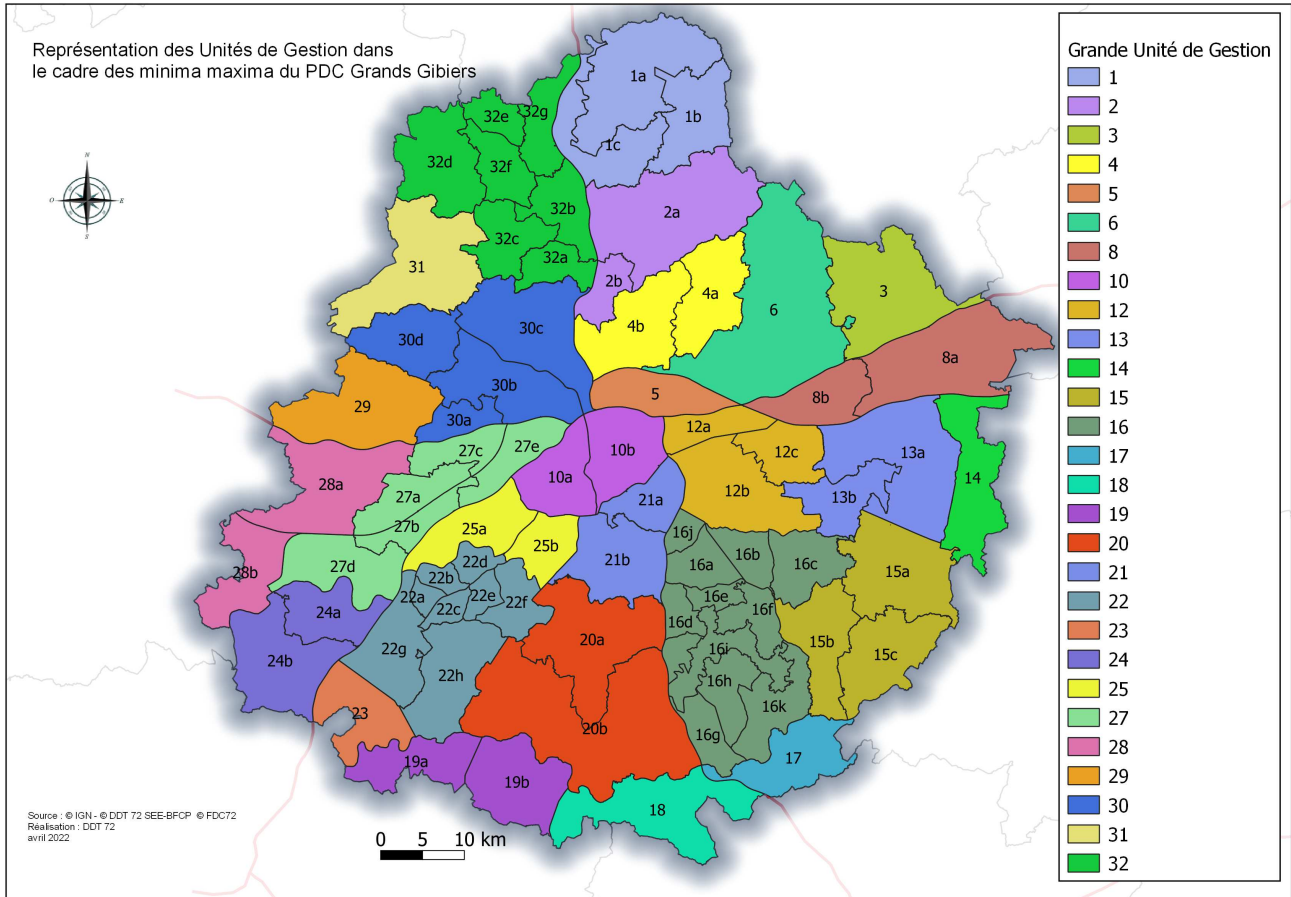 Représentation des Unités de Gestion dans
le cadre des minima maxima du PDC Grands Gibiers
N
O
E
S
1a
1b
1c
32g
32e
32d
32f
32b
32c
32a
2a
2b
31
4a
4b
6
3
8a
8b
30c
30d
30b
30a
5
29
12a
12c
12b
13a
13b
14
27c
27e
10b
10a
28a
27a
27b
21a
25a
25b
21b
27d
28b
16j
16b
16a
16c
15a
22d
22b
22e
22a
22c
22f
16e
16f
16d
24a
24b
20a
15b
15c
22g
22h
16i
16h
16k
16g
23
20b
17
19a
19b
18
Source : © IGN - © DDT 72 SEE-BFCP © FDC72
Réalisation : DDT 72
avril 2022
0 5 10 km
Grande Unité de Gestion
1
2
3
4
5
6
8
10
12
13
14
15
16
17
18
19
20
21
22
23
24
25
27
28
29
30
31
32